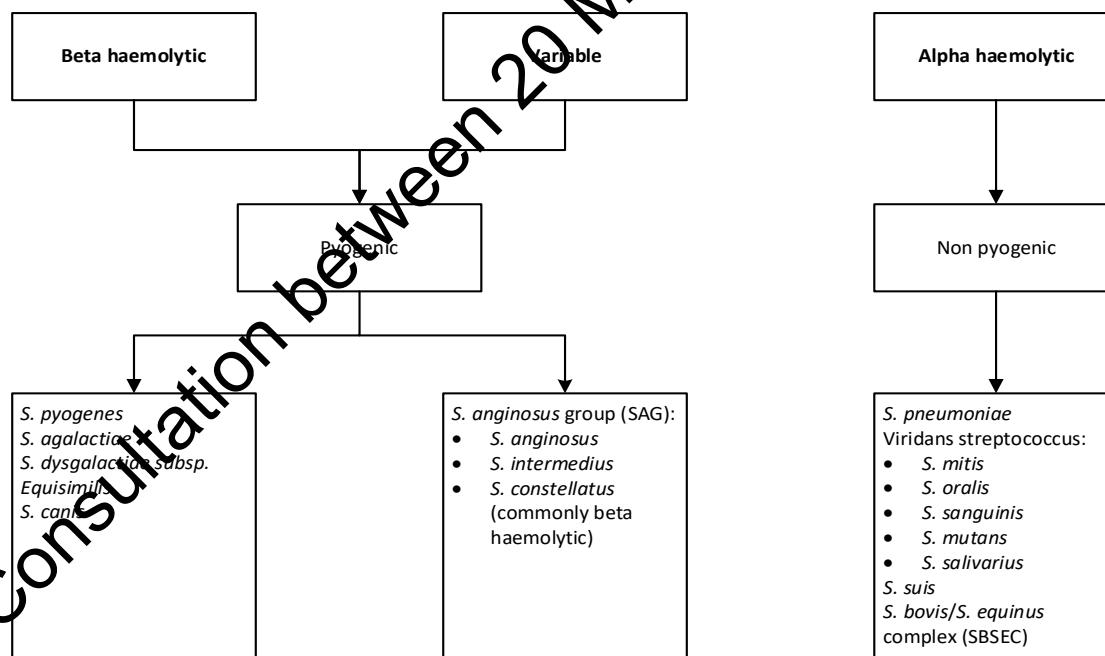 Beta haemolytic
Variable
Alpha haemolytic
Pyogenic
Non pyogenic
S. pyogenes
S. agalactiae
S. dysgalactiae subsp.
Equisimilis
S. canis
S. anginosus group (SAG):
• S. anginosus
• S. intermedius
• S. constellatus
(commonly beta
haemolytic)
S. pneumoniae
Viridans streptococcus:
• S. mitis
• S. oralis
• S. sanguinis
• S. mutans
• S. salivarius
S. suis
S. bovis/S. equinus
complex (SBSEC)
Consultation between 20